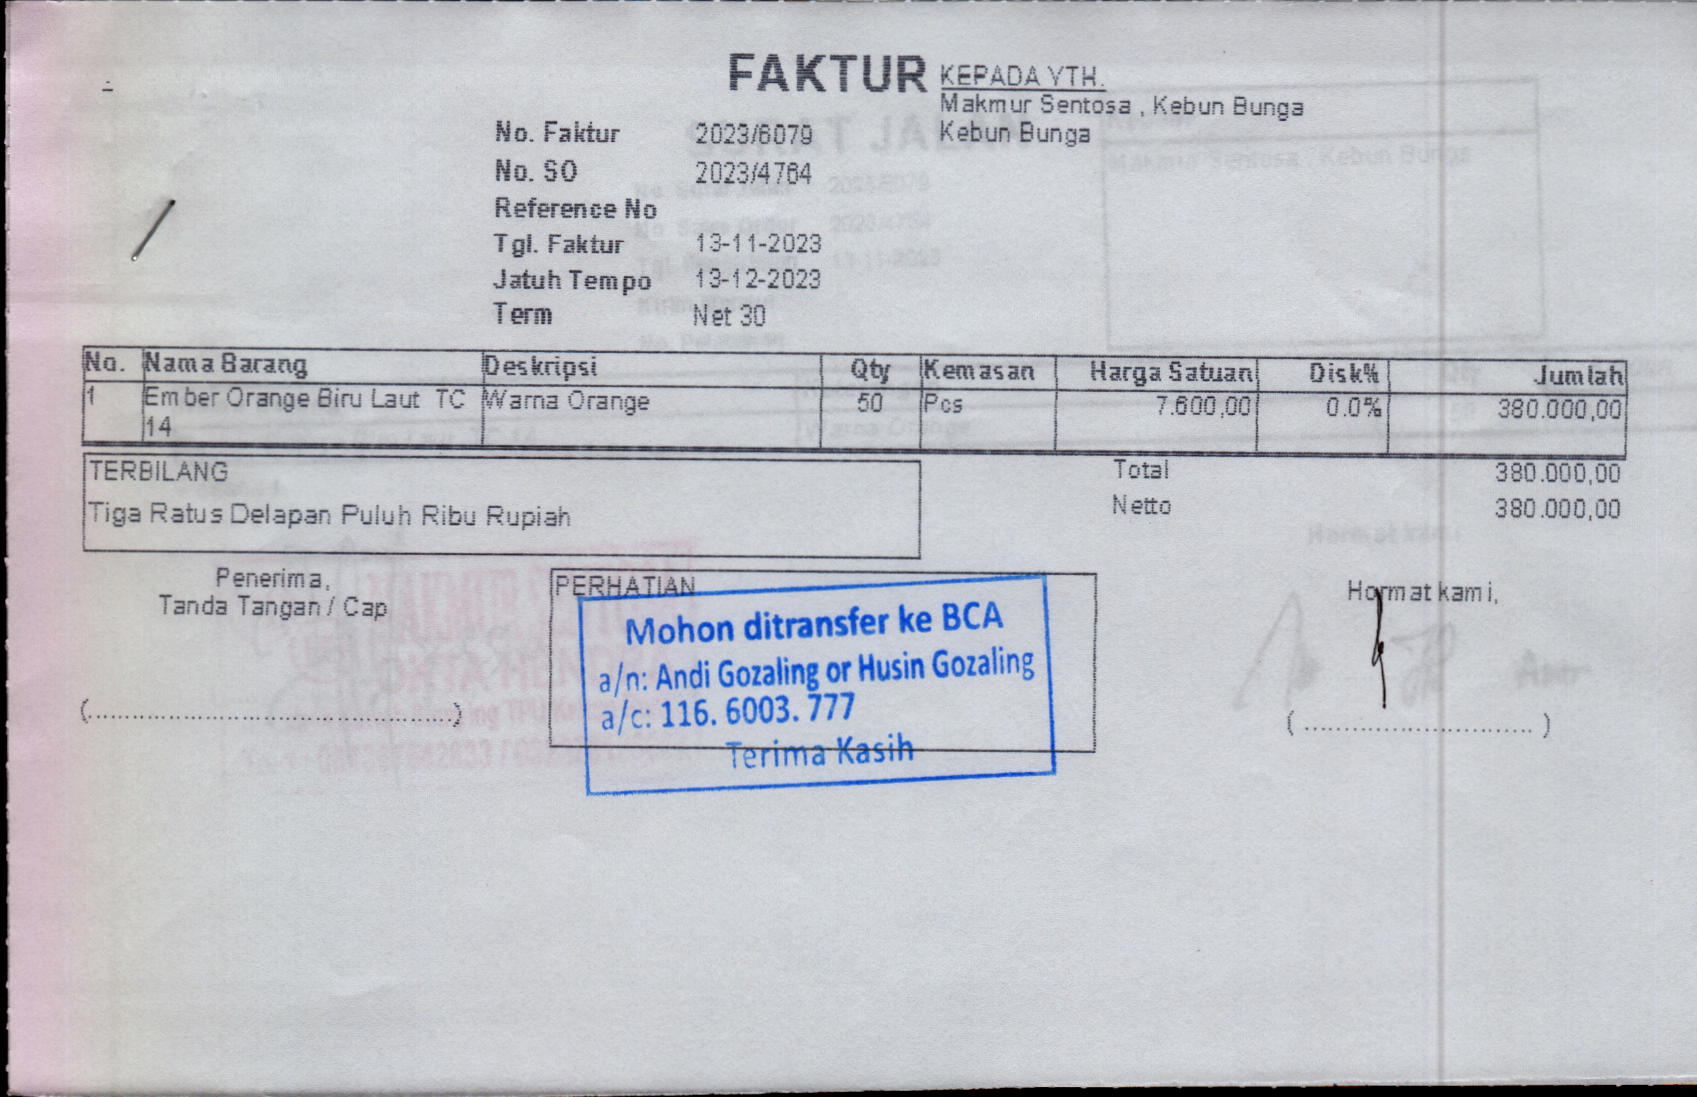 FAKTUR
KEPADA YTH.
Makmur Sentosa , Kebun Bunga
Kebun Bunga
No. Faktur 2023/6079
No. SO 2023/4764
Reference No
Tgl. Faktur 13-11-2023
Jatuh Tempo 13-12-2023
Term Net 30
No. Nama Barang Deskripsi Qty Kemasan Harga Satuan Disk% Jumlah
1 Ember Orange Biru Laut TC Warna Orange 50 Pcs 7.600,00 0.0% 380.000,00
14
TERBILANG
Tiga Ratus Delapan Puluh Ribu Rupiah
Total 380.000,00
Netto 380.000,00
Penerima,
Tanda Tangan / Cap
(..............................................)
PERHATIAN
Mohon ditransfer ke BCA
a/n: Andi Gozaling or Husin Gozaling
a/c: 116. 6003. 777
Terima Kasih
Hormat kami,
( ............................. )